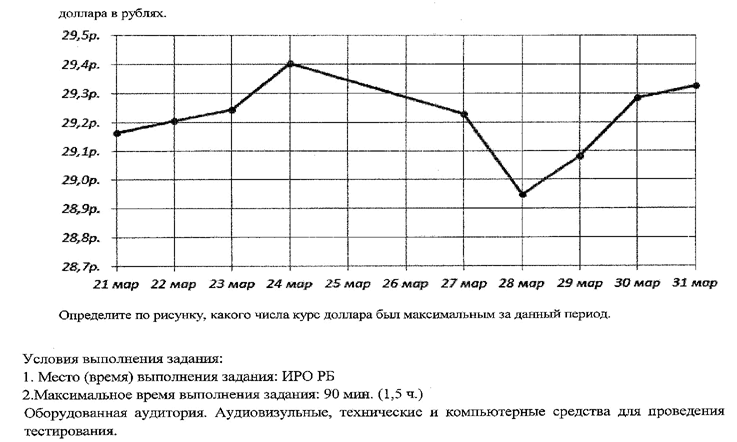 доллара в рублях.
29,5р.
29,4р.
29,3р.
29,2р.
29,1р.
29,0р.
28,9р.
28,8р.
28,7р.
21 мар 22 мар 23 мар 24 мар 25 мар 26 мар 27 мар 28 мар 29 мар 30 мар 31 мар
Определите по рисунку, какого числа курс доллара был максимальным за данный период.
Условия выполнения задания:
1. Место (время) выполнения задания: ИРО РБ
2.Максимальное время выполнения задания: 90 мин. (1,5 ч.)
Оборудованная аудитория. Аудиовизульные, технические и компьютерные средства для проведения
тестирования.